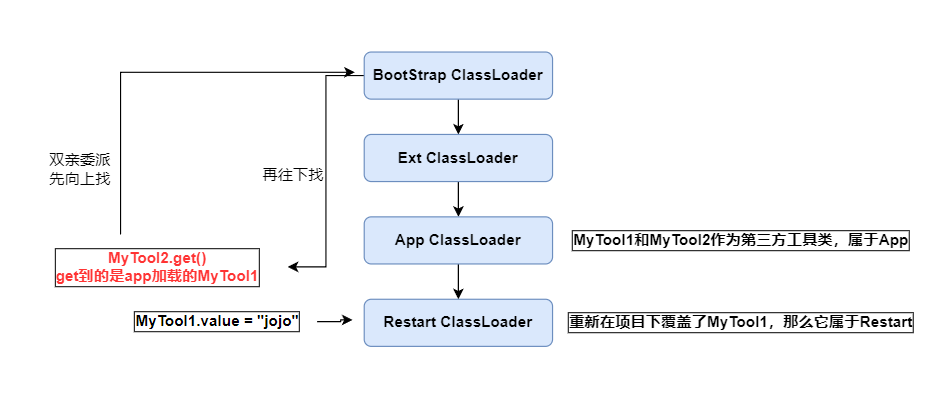 BootStrap ClassLoader
双亲委派
先向上找
再往下找
Ext ClassLoader
App ClassLoader
MyTool1和MyTool2作为第三方工具类，属于App
MyTool2.get()
get到的是app加载的MyTool1
MyTool1.value = "jojo"
Restart ClassLoader
重新在项目下覆盖了MyTool1，那么它属于Restart